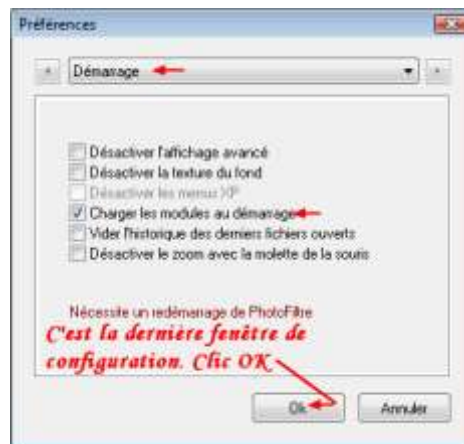 Préférences
Démarrage
Désactiver l'affichage avancé
Désactiver la texture du fond
Désactiver les menus XP
Charger les modules au démarrage
Vider l'historique des derniers fichiers ouverts
Désactiver le zoom avec la molette de la souris
Nécessite un redémarrage de PhotoFiltre
C'est la dernière fenêtre de
configuration. Clic OK
Ok
Annuler